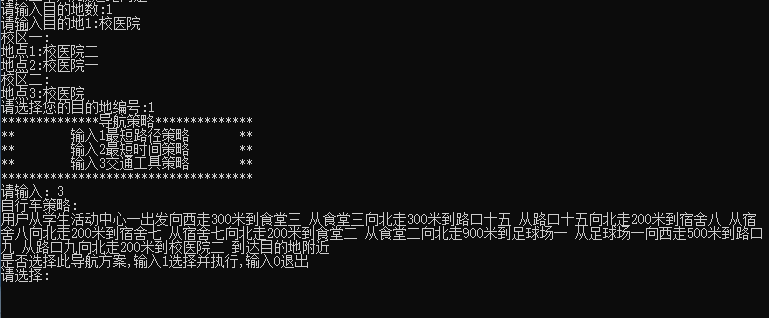 请输入目的地数:1
请输入目的地1:校医院
校区一:
地点1:校医院二
地点2:校医院一
校区二:
地点3:校医院
请选择您的目的地编号:1
**************导航策略**************
** 输入1最短路径策略 **
** 输入2最短时间策略 **
** 输入3交通工具策略 **
************************************
请输入: 3
自行车策略:
用户从学生活动中心一出发向西走300米到食堂三 从食堂三向北走300米到路口十五 从路口十五向北走200米到宿舍八 从宿
舍八向北走200米到宿舍七 从宿舍七向北走200米到食堂二 从食堂二向北走900米到足球场一 从足球场一向西走500米到路口
九 从路口九向北走200米到校医院二 到达目的地附近
是否选择此导航方案,输入1选择并执行,输入0退出
请选择: